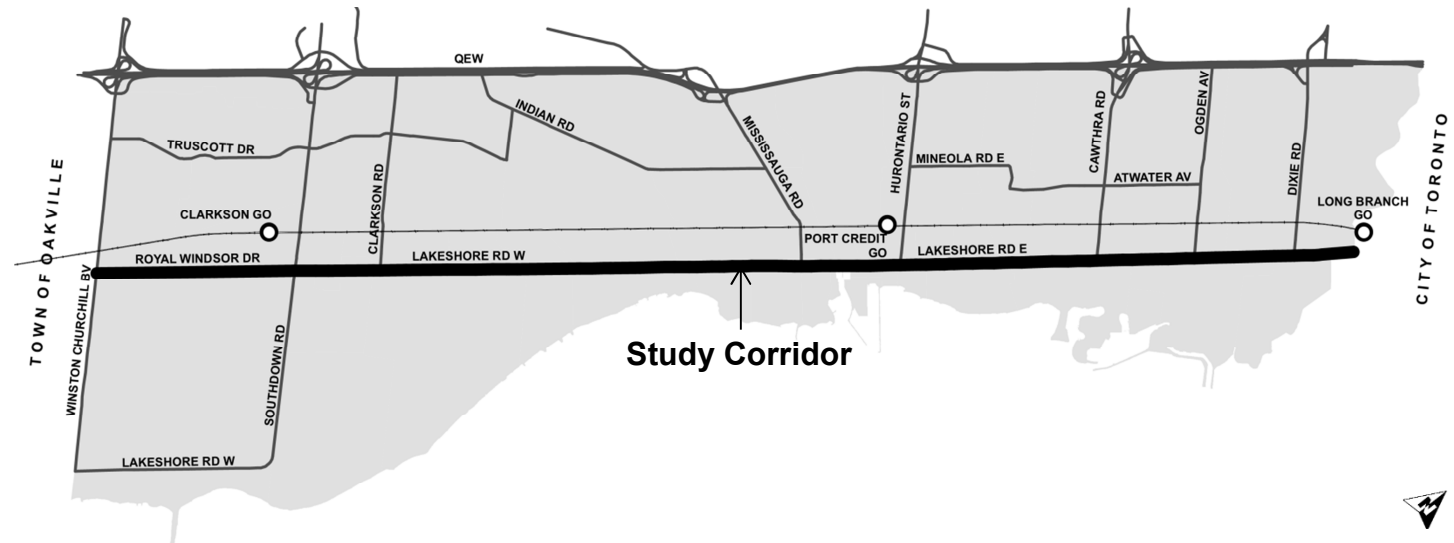 QEW
INDIAN RD
TRUSCOTT DR
MISSISSAUGA RD
HURONTARIO ST
CAWTHRA RD
OGDEN AV
DIXIE RD
MINEOLA RD E
ATWATER AV
TOWN OF OAKVILLE
CITY OF TORONTO
CLARKSON RD
CLARKSON GO
LONG BRANCH
GO
PORT CREDIT
GO
ROYAL WINDSOR DR
LAKESHORE RD W
LAKESHORE RD E
WINSTON CHURCHILL BV
SOUTHDOWN RD
Study Corridor
LAKESHORE RD W
N